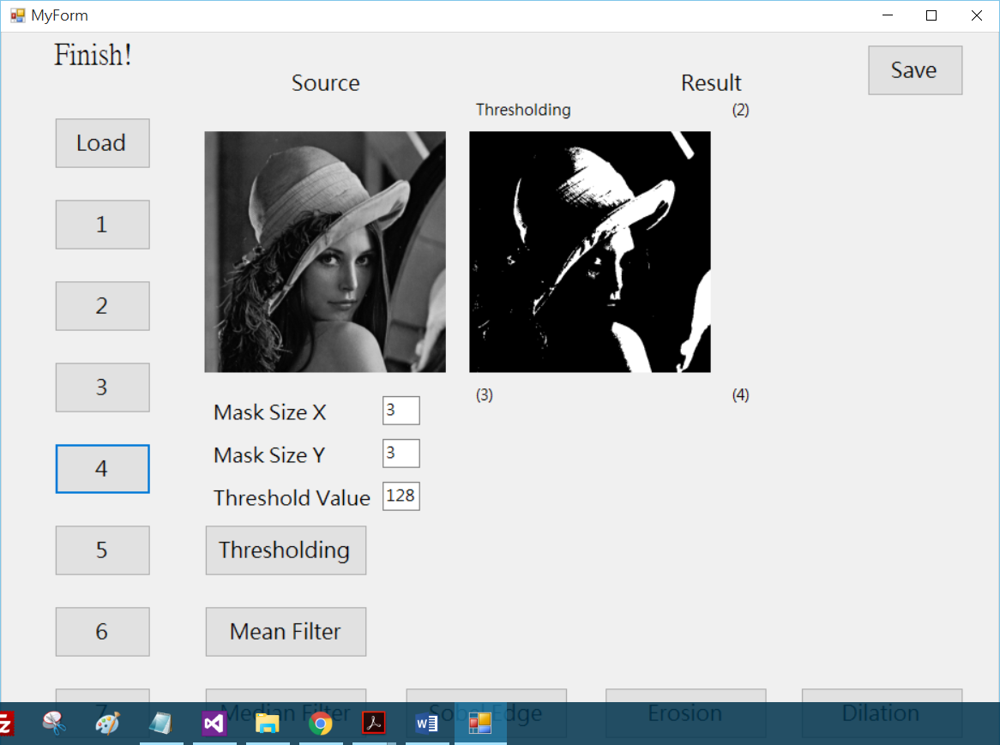 MyForm
Finish!
Source
Result
Save
Thresholding
(2)
Load
1
2
3
4
5
6
7
(3)
(4)
Mask Size X
3
Mask Size Y
3
Threshold Value
128
Thresholding
Mean Filter
Median Filter
Sobel Edge
Erosion
Dilation